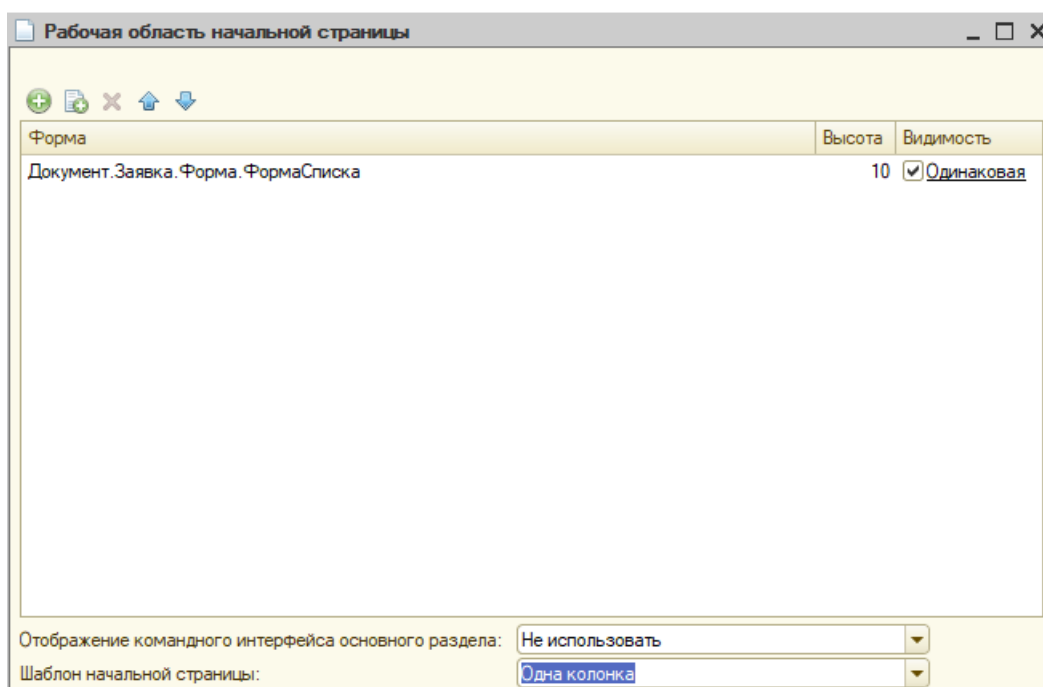 Рабочая область начальной страницы
Форма Высота Видимость
Документ.Заявка.Форма.ФормаСписка 10 Одинаковая
Отображение командного интерфейса основного раздела: Не использовать
Шаблон начальной страницы: Одна колонка